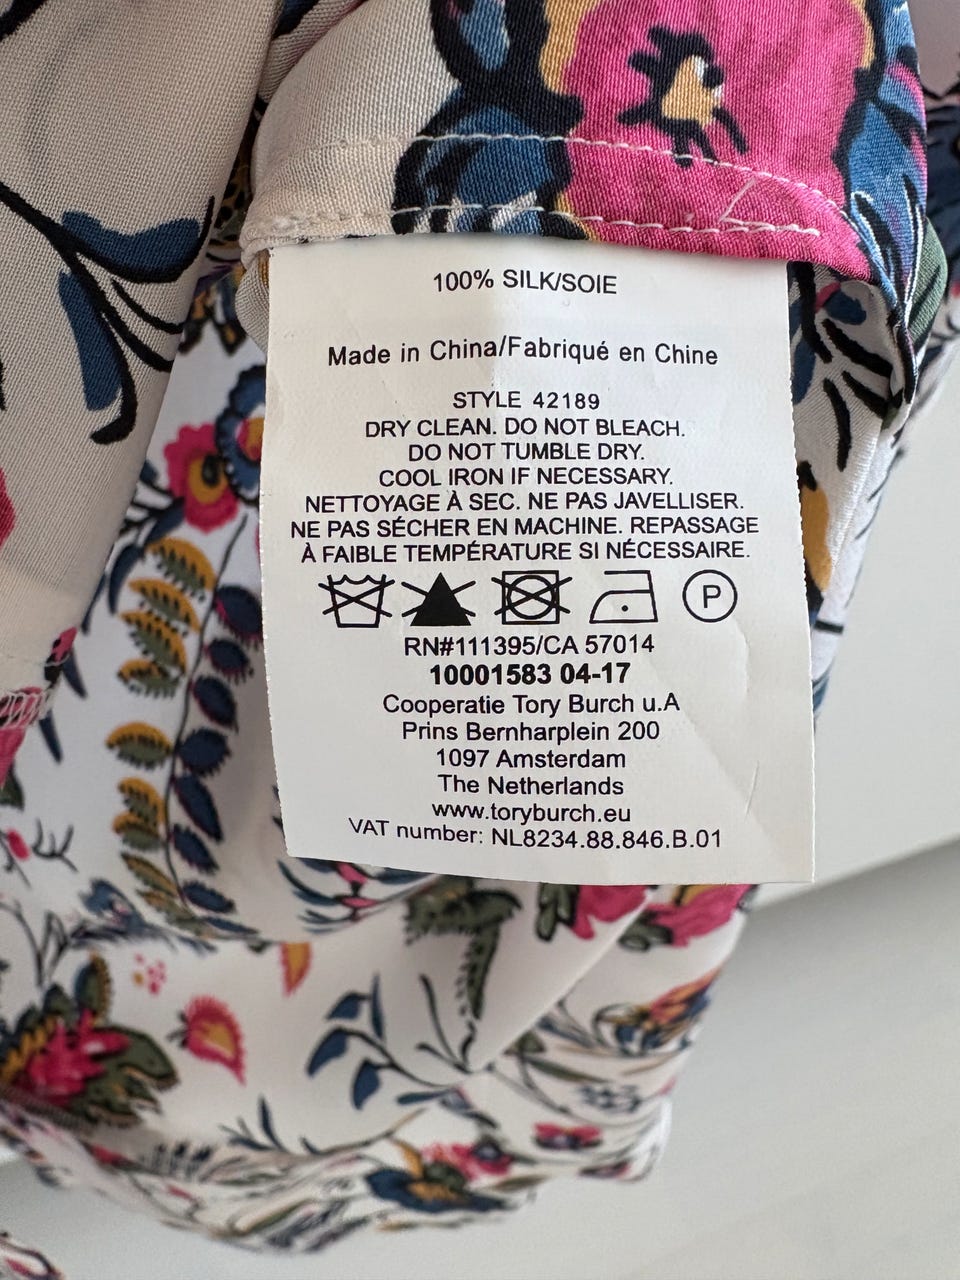 100% SILK/SOIE
Made in China/Fabriqué en Chine
STYLE 42189
DRY CLEAN. DO NOT BLEACH.
DO NOT TUMBLE DRY.
COOL IRON IF NECESSARY.
NETTOYAGE À SEC. NE PAS JAVELLISER.
NE PAS SÉCHER EN MACHINE. REPASSAGE
À FAIBLE TEMPÉRATURE SI NÉCESSAIRE.
P
RN#111395/CA 57014
10001583 04-17
Cooperatie Tory Burch u.A
Prins Bernharplein 200
1097 Amsterdam
The Netherlands
www.toryburch.eu
VAT number: NL8234.88.846.B.01